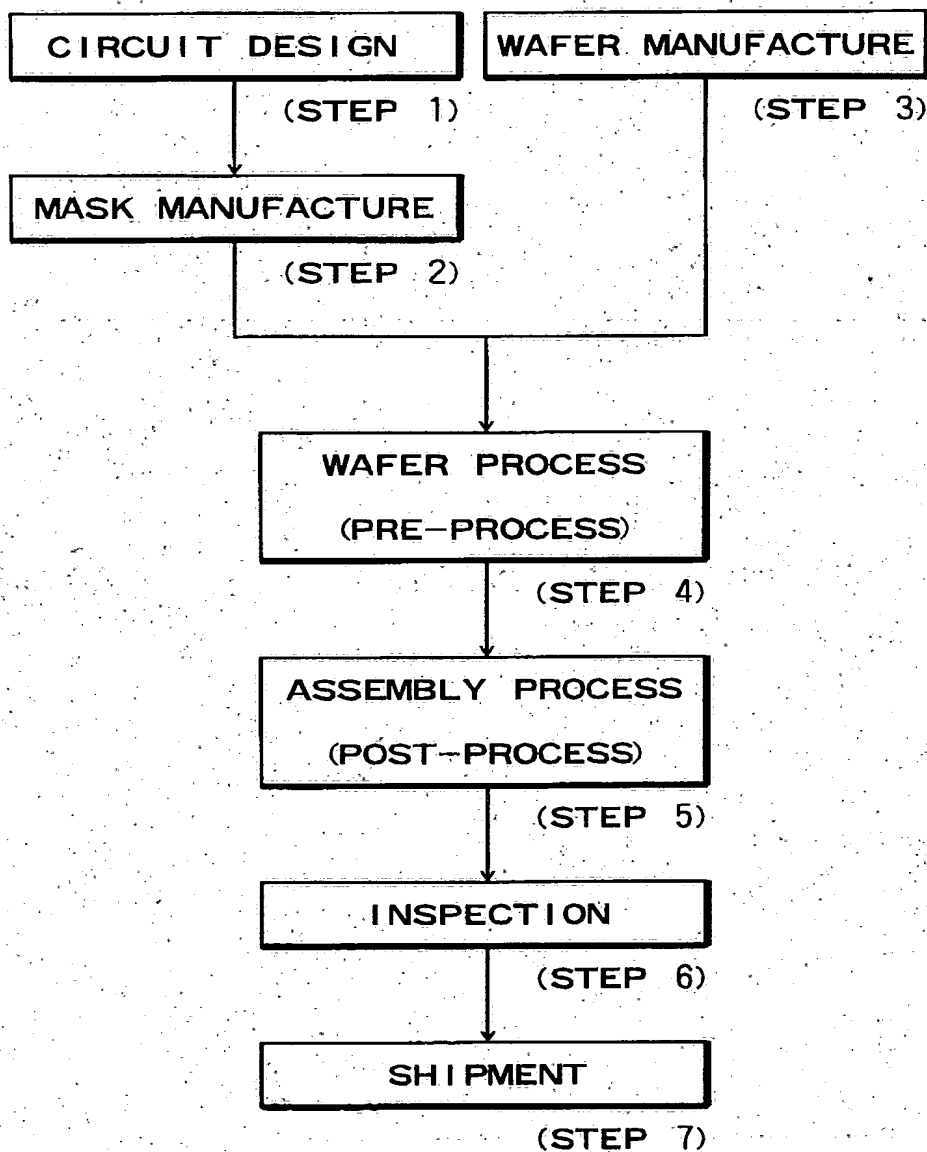 CIRCUIT DESIGN
(STEP 1)
MASK MANUFACTURE
(STEP 2)
WAFER MANUFACTURE
(STEP 3)
WAFER PROCESS
(PRE-PROCESS)
(STEP 4)
ASSEMBLY PROCESS
(POST-PROCESS)
(STEP 5)
INSPECTION
(STEP 6)
SHIPMENT
(STEP 7)